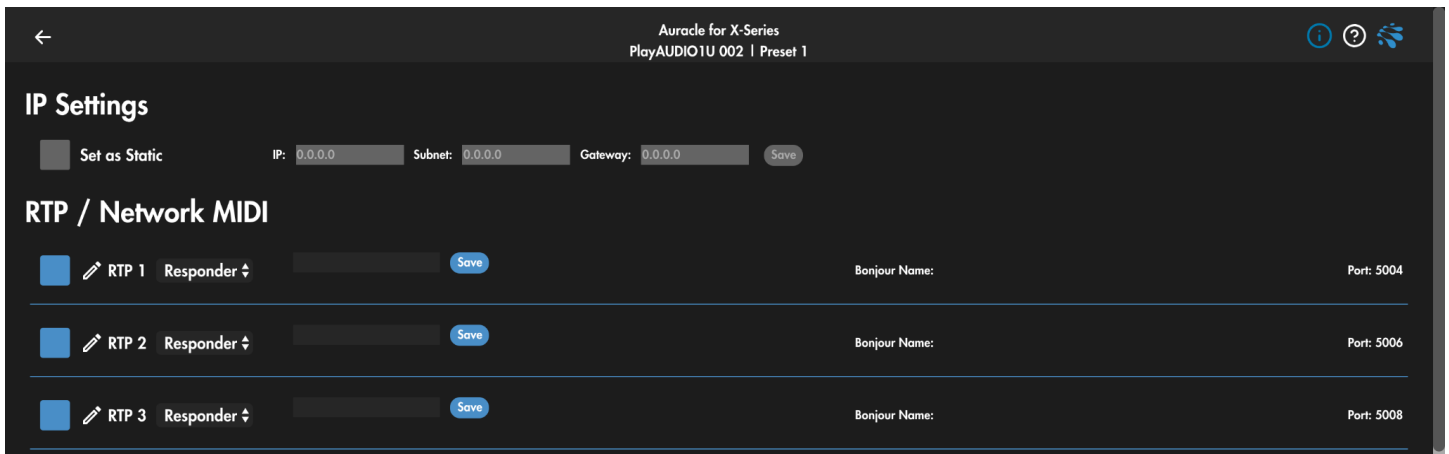 Auracle for X-Series
PlayAUDIO1U 002 | Preset 1
IP Settings
Set as Static IP: 0.0.0.0 Subnet: 0.0.0.0 Gateway: 0.0.0.0 Save
RTP / Network MIDI
RTP 1 Responder Save Bonjour Name: Port: 5004
RTP 2 Responder Save Bonjour Name: Port: 5006
RTP 3 Responder Save Bonjour Name: Port: 5008